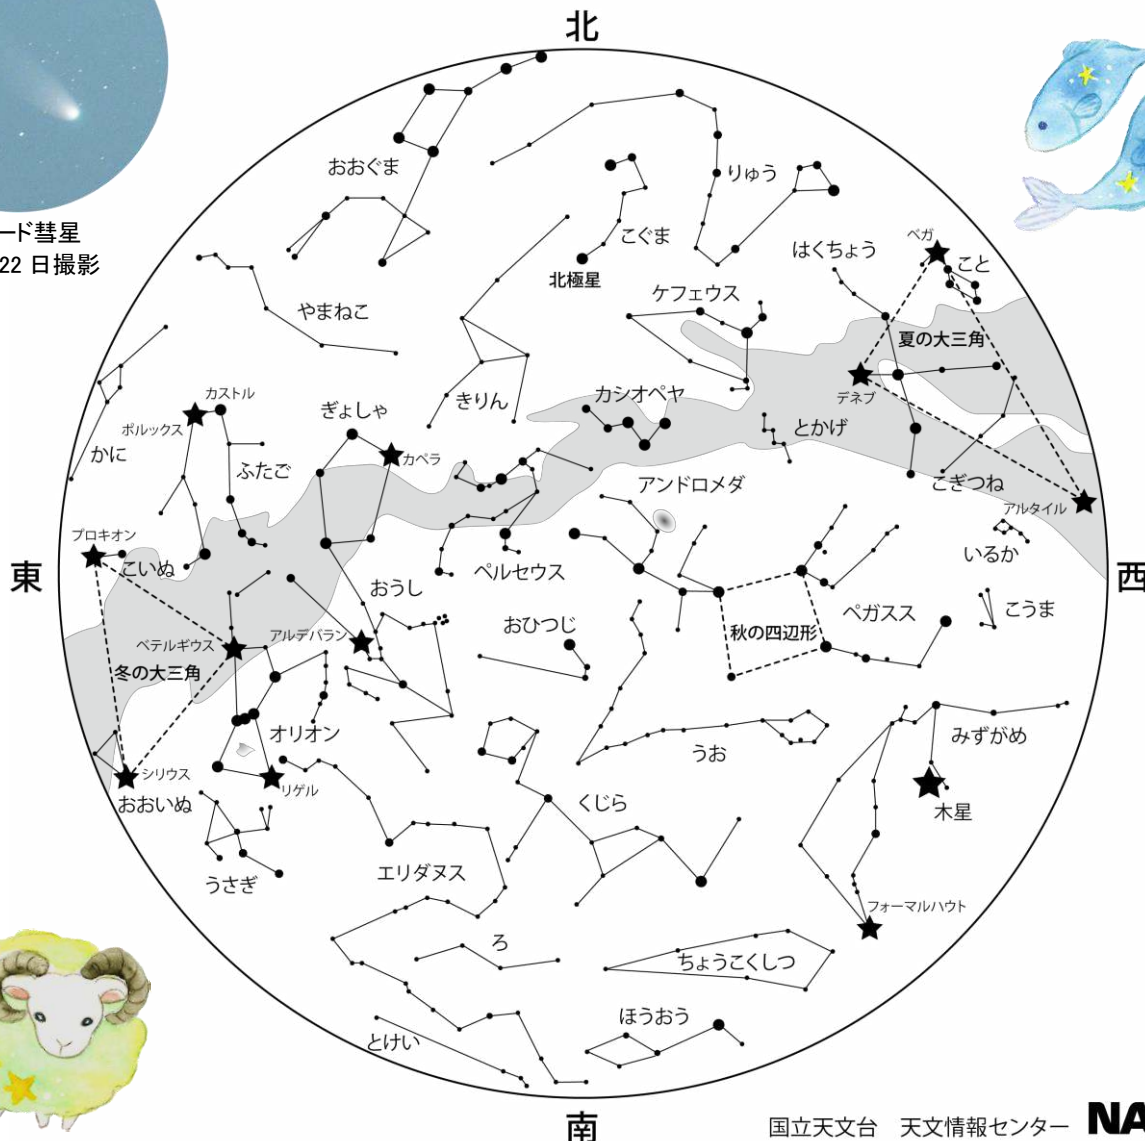 北
おおぐま
りゅう
こぐま
ード彗星
22 日撮影
北極星
はくちょう
ベガ
こと
ケフェウス
やまねこ
夏の大三角
カストル
ポルックス
ぎょしゃ
きりん
カシオペヤ
デネブ
とかげ
かに
ふたご
カペラ
アンドロメダ
こぎつね
アルタイル
プロキオン
こいぬ
ペルセウス
いるか
東
西
おうし
おひつじ
ペガスス
こうま
ベテルギウス
アルデバラン
秋の四辺形
冬の大三角
オリオン
うお
みずがめ
シリウス
おおいぬ
リゲル
くじら
木星
うさぎ
エリダヌス
フォーマルハウト
ろ
ちょうこくしつ
とけい
ほうおう
南
国立天文台 天文情報センター NA